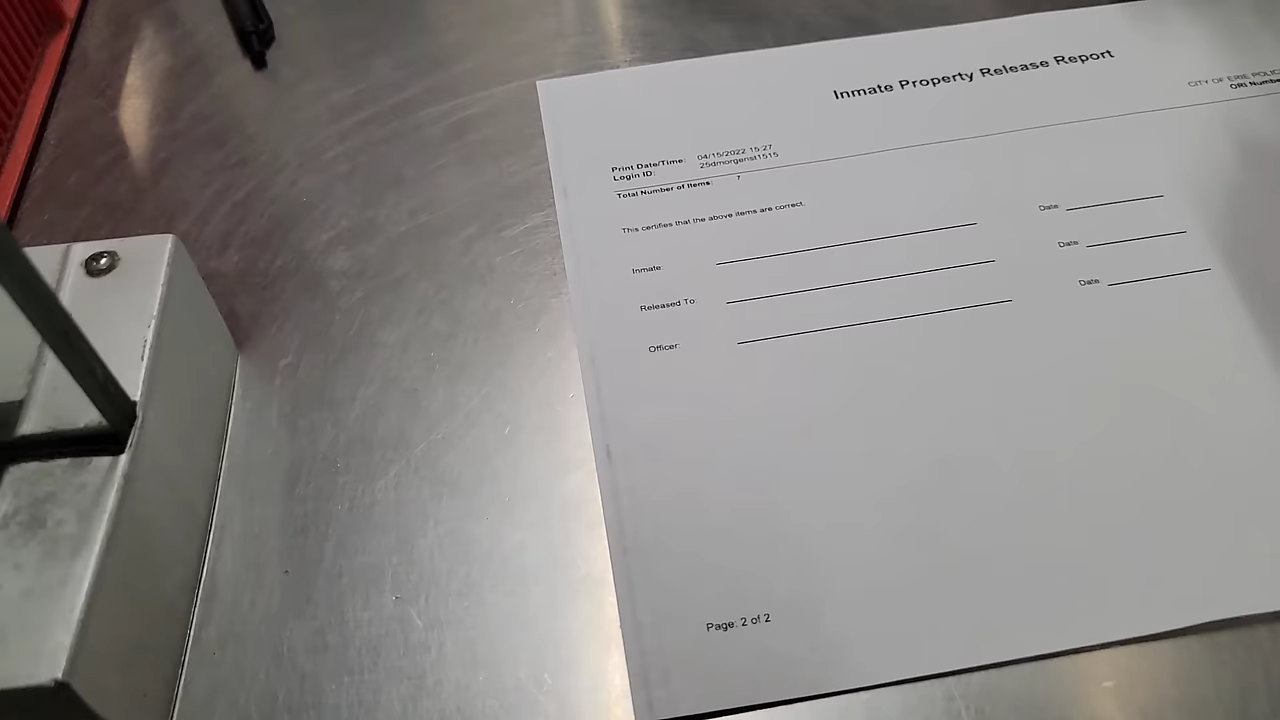 Inmate Property Release Report
CITY OF ERIE
ORI
Print Date/Time: 04/15/2022 15:27
Login ID: 25dmorgenst1515
Total Number of Items: 7
This certifies that the above items are correct.
Inmate: Date:
Released To: Date:
Officer: Date:
Page: 2 of 2